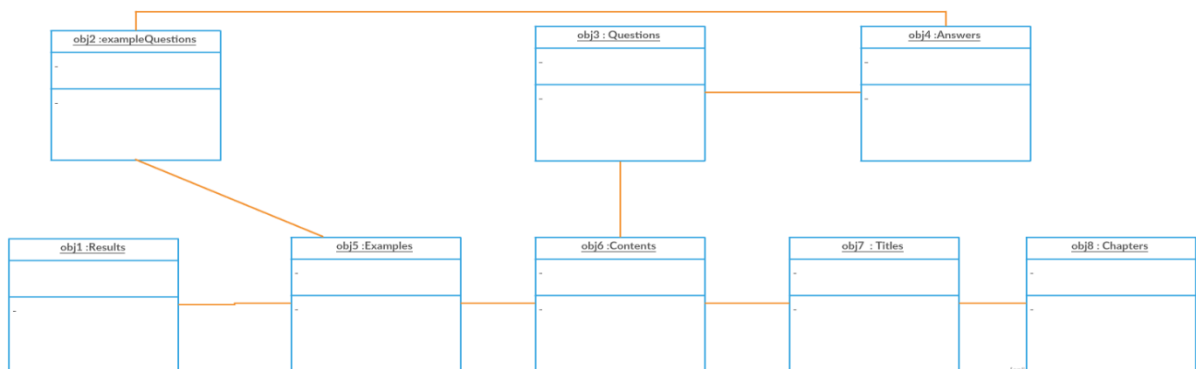 obj2 :exampleQuestions
-
-
obj3 : Questions
-
-
obj4 :Answers
-
-
obj1 :Results
-
obj5 :Examples
-
-
obj6 :Contents
-
-
obj7 : Titles
-
-
obj8 : Chapters
-
-